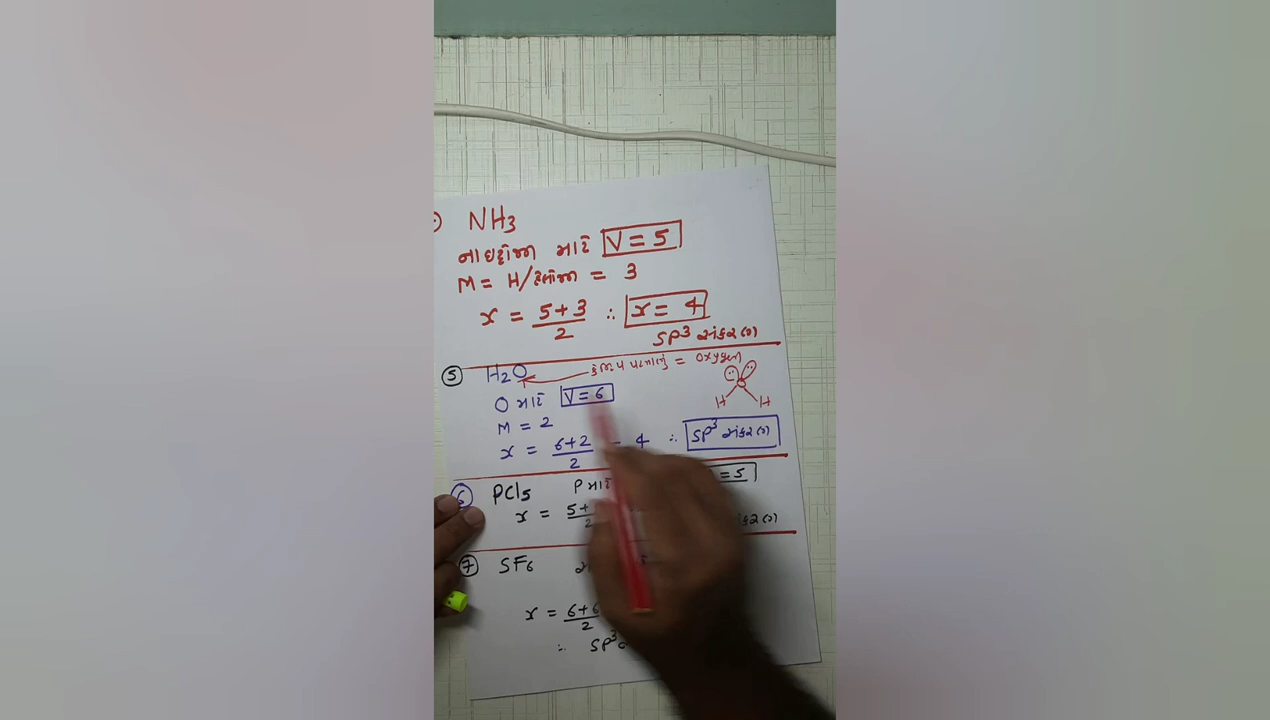 NH3
નાઇટ્રોજન માટે V = 5
M = H/હેલોજન = 3
x = 5+3/2 ∴ x = 4
SP³ સંકરણ
5 H2O = Oxygen
O માટે V = 6
H H
M = 2
x = 6+2/2 = 4 ∴ SP³ સંકરણ
6 PCl5 P માટે = 5
x = 5+
7 SF6
x = 6+6/2
∴ SP³